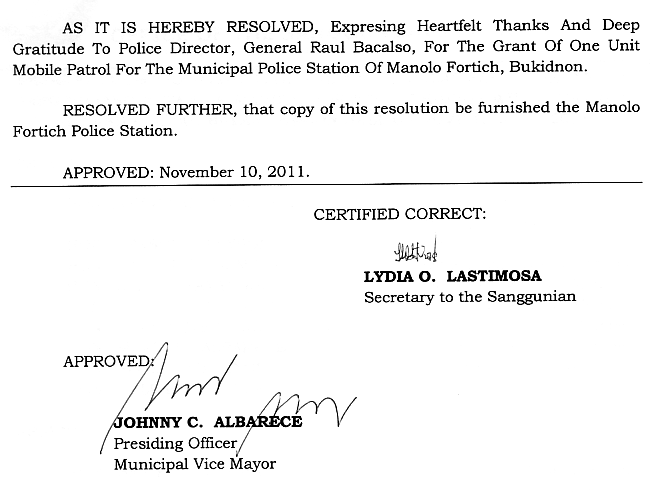 AS IT IS HEREBY RESOLVED, Expresing Heartfelt Thanks And Deep
Gratitude To Police Director, General Raul Bacalso, For The Grant Of One Unit
Mobile Patrol For The Municipal Police Station Of Manolo Fortich, Bukidnon.
RESOLVED FURTHER, that copy of this resolution be furnished the Manolo
Fortich Police Station.
APPROVED: November 10, 2011.
CERTIFIED CORRECT:
LYDIA O. LASTIMOSA
Secretary to the Sanggunian
APPROVED:
JOHNNY C. ALBARECE
Presiding Officer
Municipal Vice Mayor